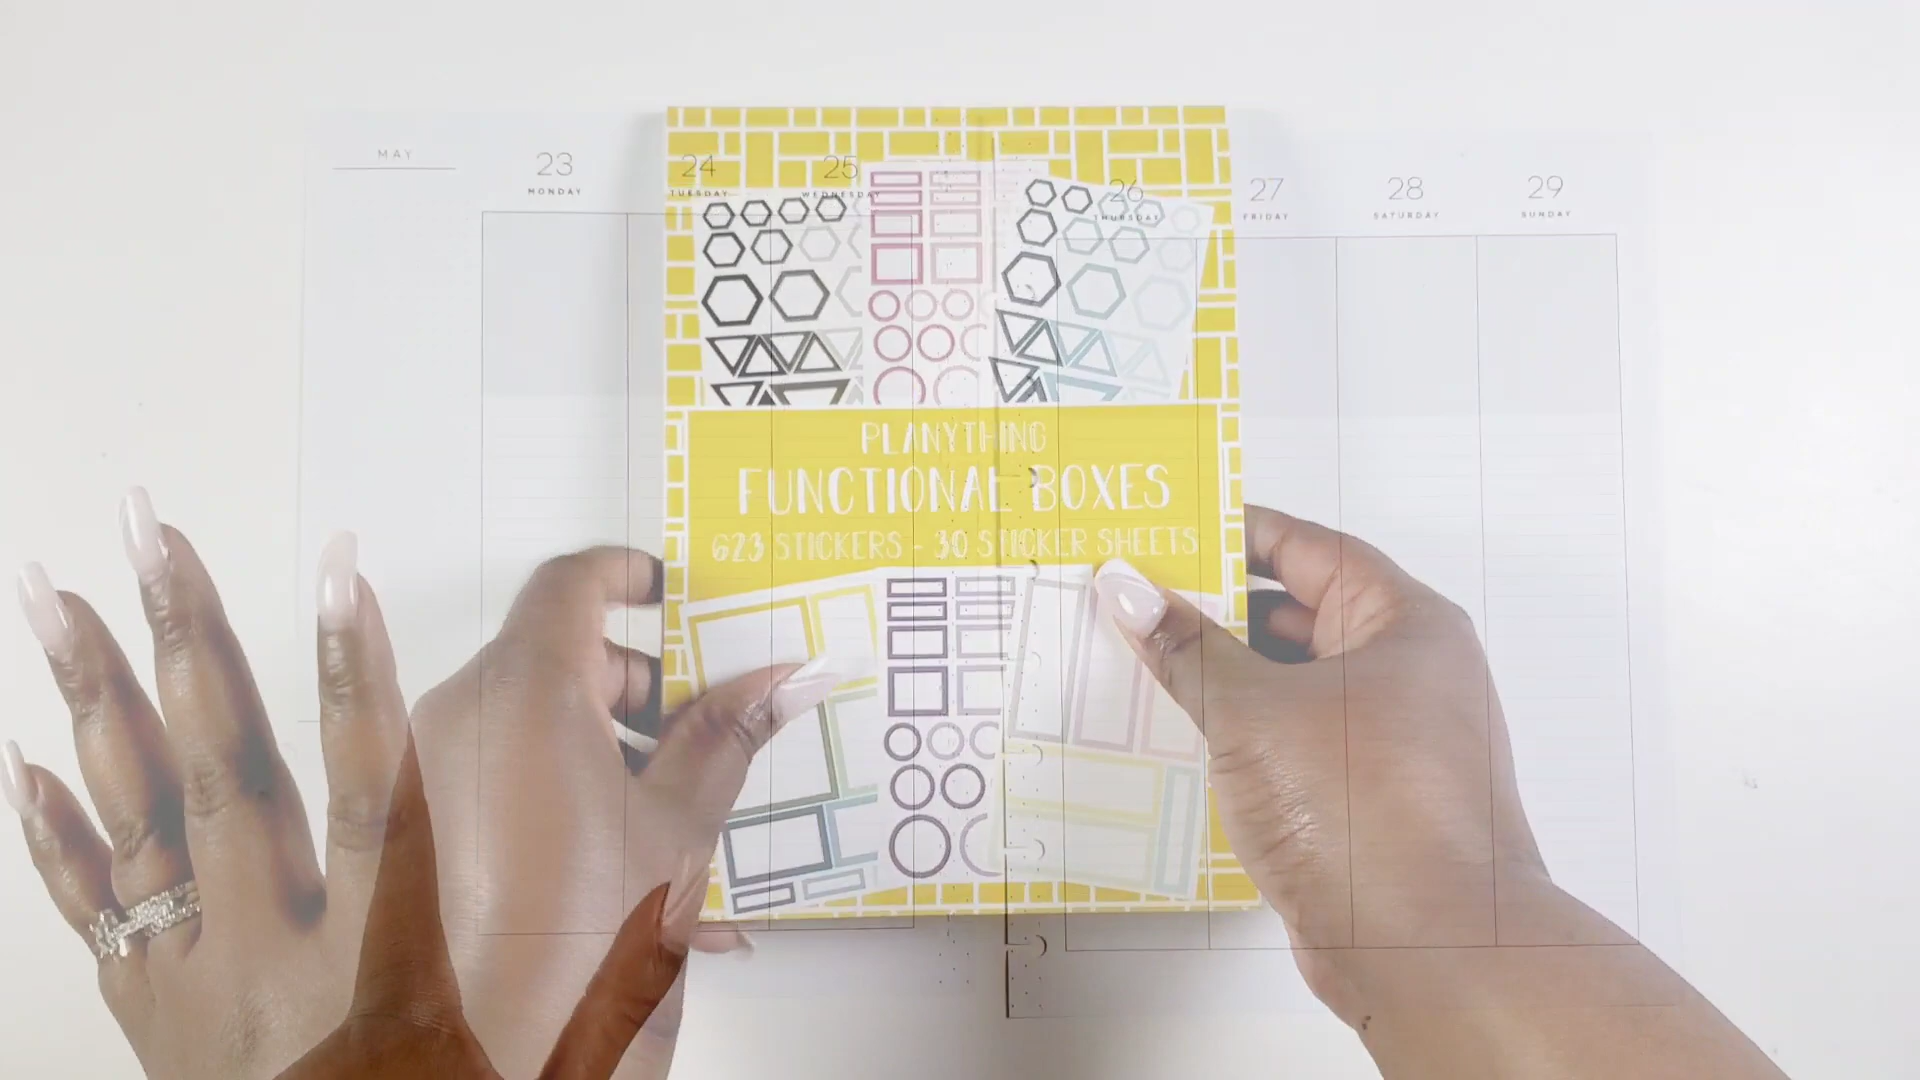 MAY
23
MONDAY
24
TUESDAY
25
WEDNESDAY
26
THURSDAY
27
FRIDAY
28
SATURDAY
29
SUNDAY
PLANYTHING
FUNCTIONAL BOXES
623 STICKERS - 30 STICKER SHEETS